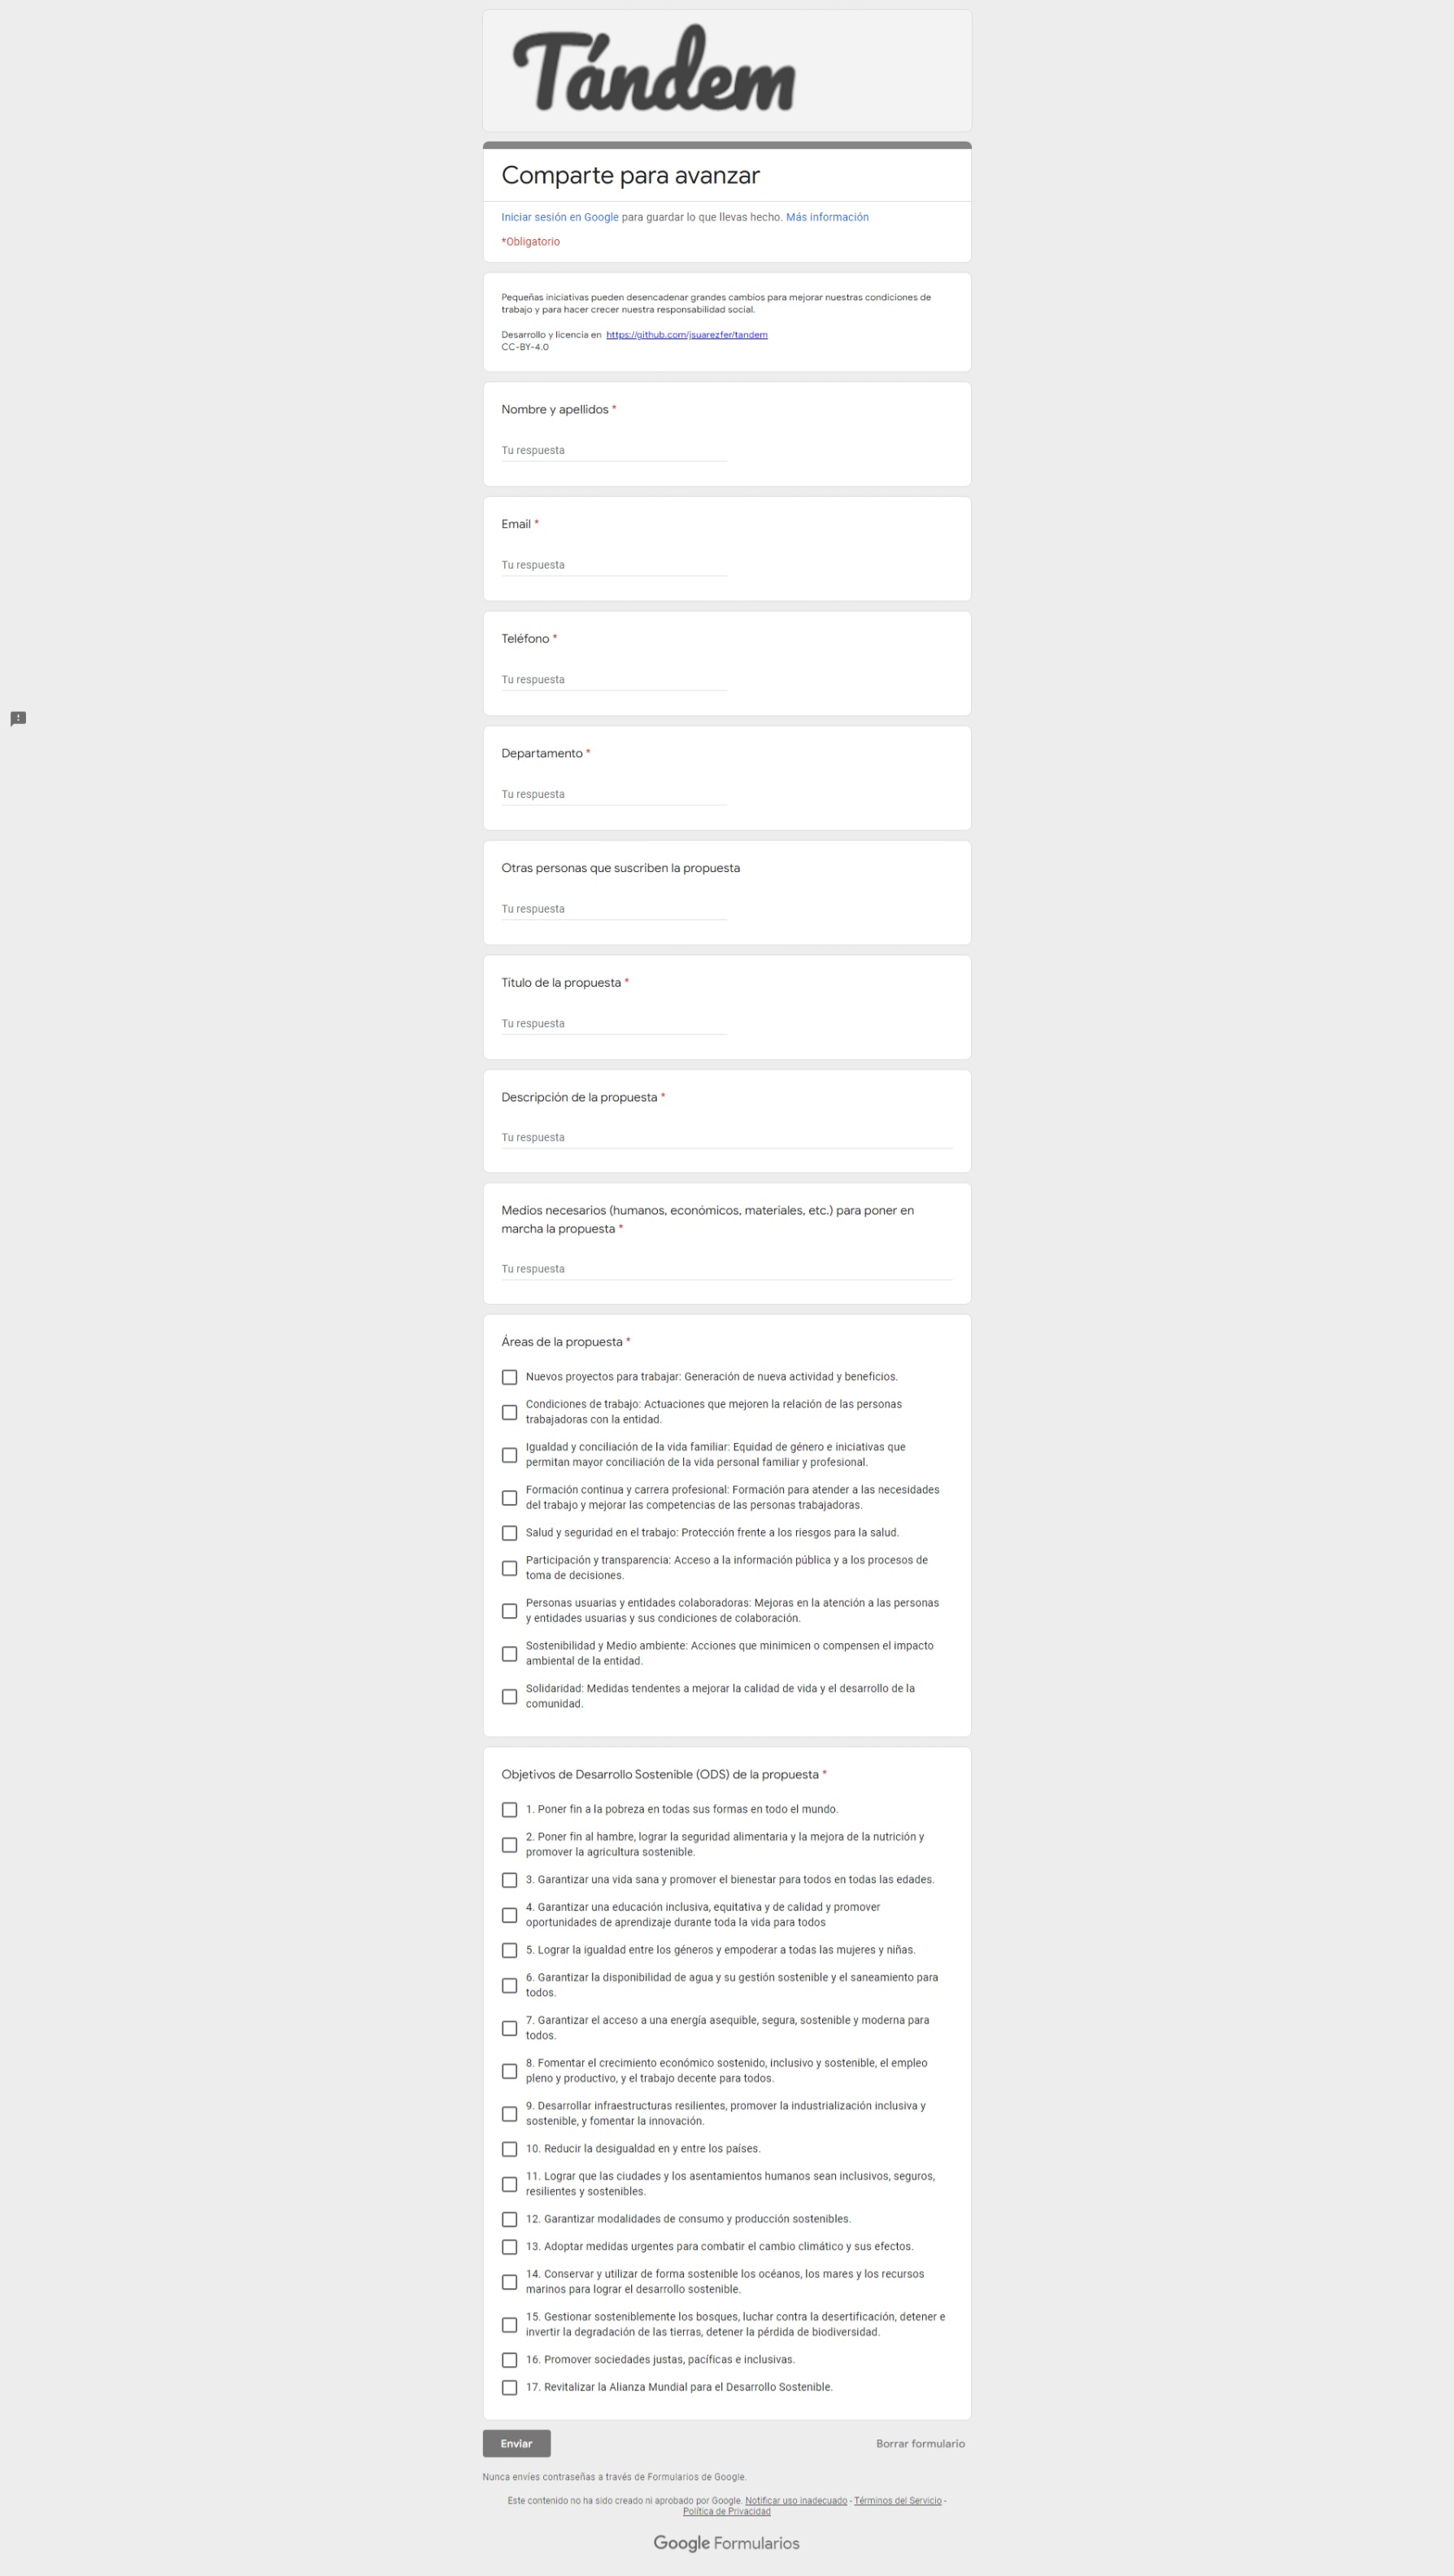 Tándem
Comparte para avanzar
Iniciar sesión en Google para guardar lo que llevas hecho. Más información
*Obligatorio
Pequeñas iniciativas pueden desencadenar grandes cambios para mejorar nuestras condiciones de
trabajo y para hacer crecer nuestra responsabilidad social.
Desarrollo y licencia en https://github.com/jsuarezfer/tandem
CC-BY-4.0
Nombre y apellidos *
Tu respuesta
Email *
Tu respuesta
Teléfono *
Tu respuesta
Departamento *
Tu respuesta
Otras personas que suscriben la propuesta
Tu respuesta
Título de la propuesta *
Tu respuesta
Descripción de la propuesta *
Tu respuesta
Medios necesarios (humanos, económicos, materiales, etc.) para poner en
marcha la propuesta *
Tu respuesta
Áreas de la propuesta *
Nuevos proyectos para trabajar: Generación de nueva actividad y beneficios.
Condiciones de trabajo: Actuaciones que mejoren la relación de las personas
trabajadoras con la entidad.
Igualdad y conciliación de la vida familiar: Equidad de género e iniciativas que
permitan mayor conciliación de la vida personal familiar y profesional.
Formación continua y carrera profesional: Formación para atender a las necesidades
del trabajo y mejorar las competencias de las personas trabajadoras.
Salud y seguridad en el trabajo: Protección frente a los riesgos para la salud.
Participación y transparencia: Acceso a la información pública y a los procesos de
toma de decisiones.
Personas usuarias y entidades colaboradoras: Mejoras en la atención a las personas
y entidades usuarias y sus condiciones de colaboración.
Sostenibilidad y Medio ambiente: Acciones que minimicen o compensen el impacto
ambiental de la entidad.
Solidaridad: Medidas tendentes a mejorar la calidad de vida y el desarrollo de la
comunidad.
Objetivos de Desarrollo Sostenible (ODS) de la propuesta *
1. Poner fin a la pobreza en todas sus formas en todo el mundo.
2. Poner fin al hambre, lograr la seguridad alimentaria y la mejora de la nutrición y
promover la agricultura sostenible.
3. Garantizar una vida sana y promover el bienestar para todos en todas las edades.
4. Garantizar una educación inclusiva, equitativa y de calidad y promover
oportunidades de aprendizaje durante toda la vida para todos
5. Lograr la igualdad entre los géneros y empoderar a todas las mujeres y niñas.
6. Garantizar la disponibilidad de agua y su gestión sostenible y el saneamiento para
todos.
7. Garantizar el acceso a una energía asequible, segura, sostenible y moderna para
todos.
8. Fomentar el crecimiento económico sostenido, inclusivo y sostenible, el empleo
pleno y productivo, y el trabajo decente para todos.
9. Desarrollar infraestructuras resilientes, promover la industrialización inclusiva y
sostenible, y fomentar la innovación.
10. Reducir la desigualdad en y entre los países.
11. Lograr que las ciudades y los asentamientos humanos sean inclusivos, seguros,
resilientes y sostenibles.
12. Garantizar modalidades de consumo y producción sostenibles.
13. Adoptar medidas urgentes para combatir el cambio climático y sus efectos.
14. Conservar y utilizar de forma sostenible los océanos, los mares y los recursos
marinos para lograr el desarrollo sostenible.
15. Gestionar sosteniblemente los bosques, luchar contra la desertificación, detener e
invertir la degradación de las tierras, detener la pérdida de biodiversidad.
16. Promover sociedades justas, pacíficas e inclusivas.
17. Revitalizar la Alianza Mundial para el Desarrollo Sostenible.
Enviar
Borrar formulario
Nunca envíes contraseñas a través de Formularios de Google.
Este contenido no ha sido creado ni aprobado por Google. Notificar uso inadecuado - Términos del Servicio -
Política de Privacidad
Google Formularios